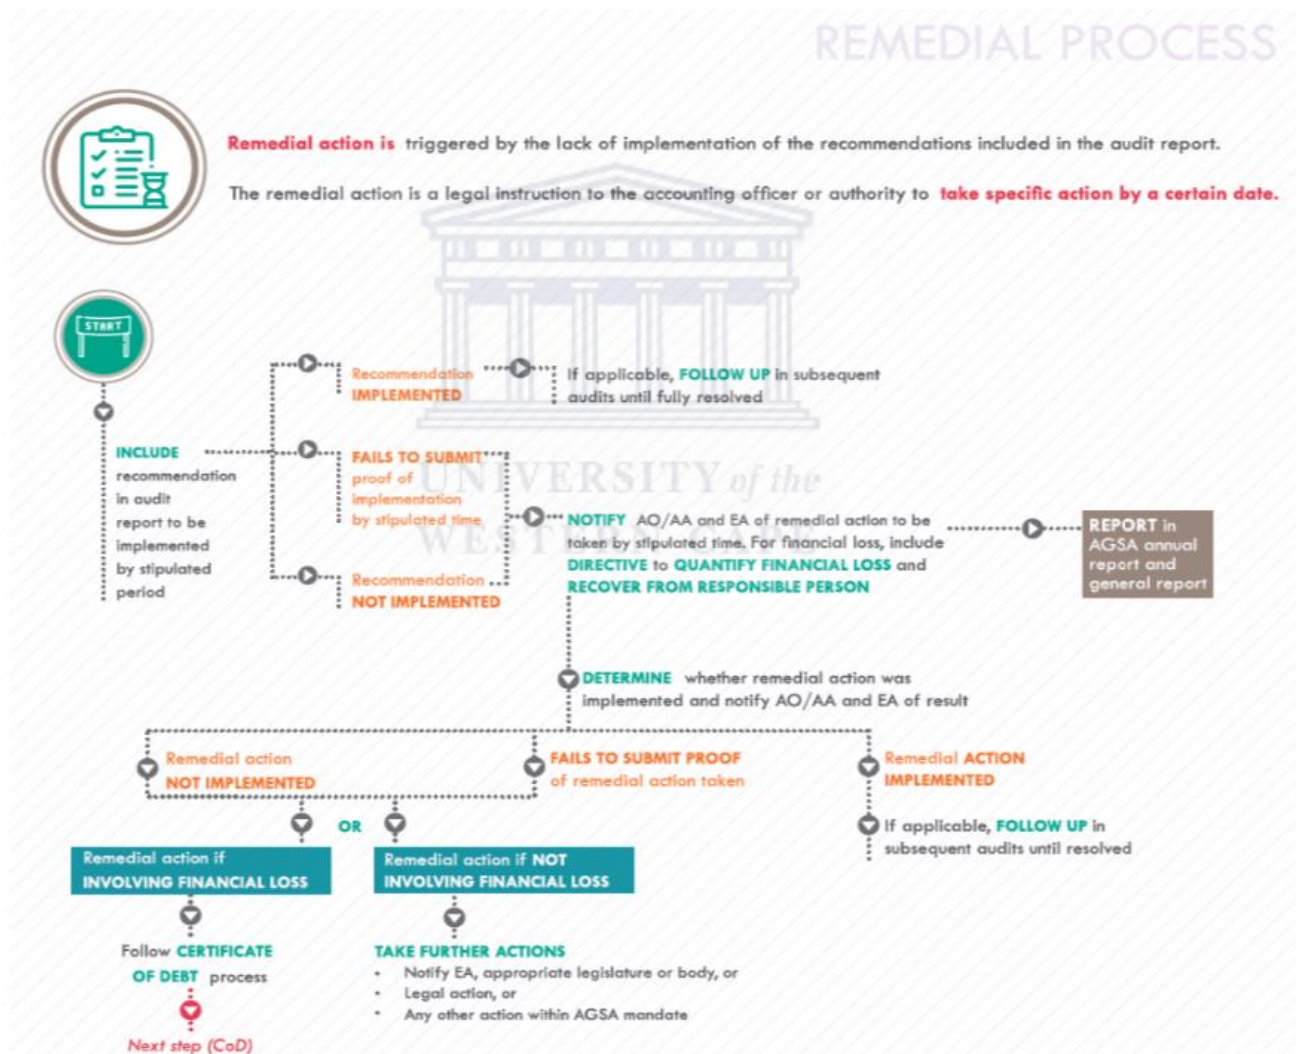 REMEDIAL PROCESS
Remedial action is triggered by the lack of implementation of the recommendations included in the audit report.
The remedial action is a legal instruction to the accounting officer or authority to take specific action by a certain date.
START
INCLUDE
recommendation
in audit
report to be
implemented
by stipulated
period
Recommendation
IMPLEMENTED
If applicable, FOLLOW UP in subsequent
audits until fully resolved
FAILS TO SUBMIT
proof of
implementation
by stipulated time
Recommendation
NOT IMPLEMENTED
UNIVERSITY of the
WESTERN CAPE
NOTIFY AO/AA and EA of remedial action to be
taken by stipulated time. For financial loss, include
DIRECTIVE to QUANTIFY FINANCIAL LOSS and
RECOVER FROM RESPONSIBLE PERSON
REPORT in
AGSA annual
report and
general report
DETERMINE whether remedial action was
implemented and notify AO/AA and EA of result
Remedial action
NOT IMPLEMENTED
FAILS TO SUBMIT PROOF
of remedial action taken
Remedial ACTION
IMPLEMENTED
If applicable, FOLLOW UP in
subsequent audits until resolved
OR
Remedial action if
INVOLVING FINANCIAL LOSS
Remedial action if NOT
INVOLVING FINANCIAL LOSS
Follow CERTIFICATE
OF DEBT process
Next step (CoD)
TAKE FURTHER ACTIONS
• Notify EA, appropriate legislature or body, or
• Legal action, or
• Any other action within AGSA mandate